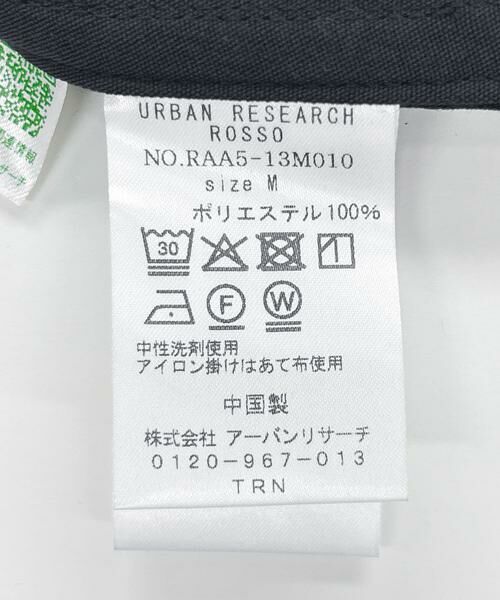 URBAN RESEARCH
ROSSO
NO.RAA5-13M010
size M
ポリエステル100%
30
F
W
中性洗剤使用
アイロン掛けはあて布使用
中国製
株式会社 アーバンリサーチ
0120-967-013
TRN